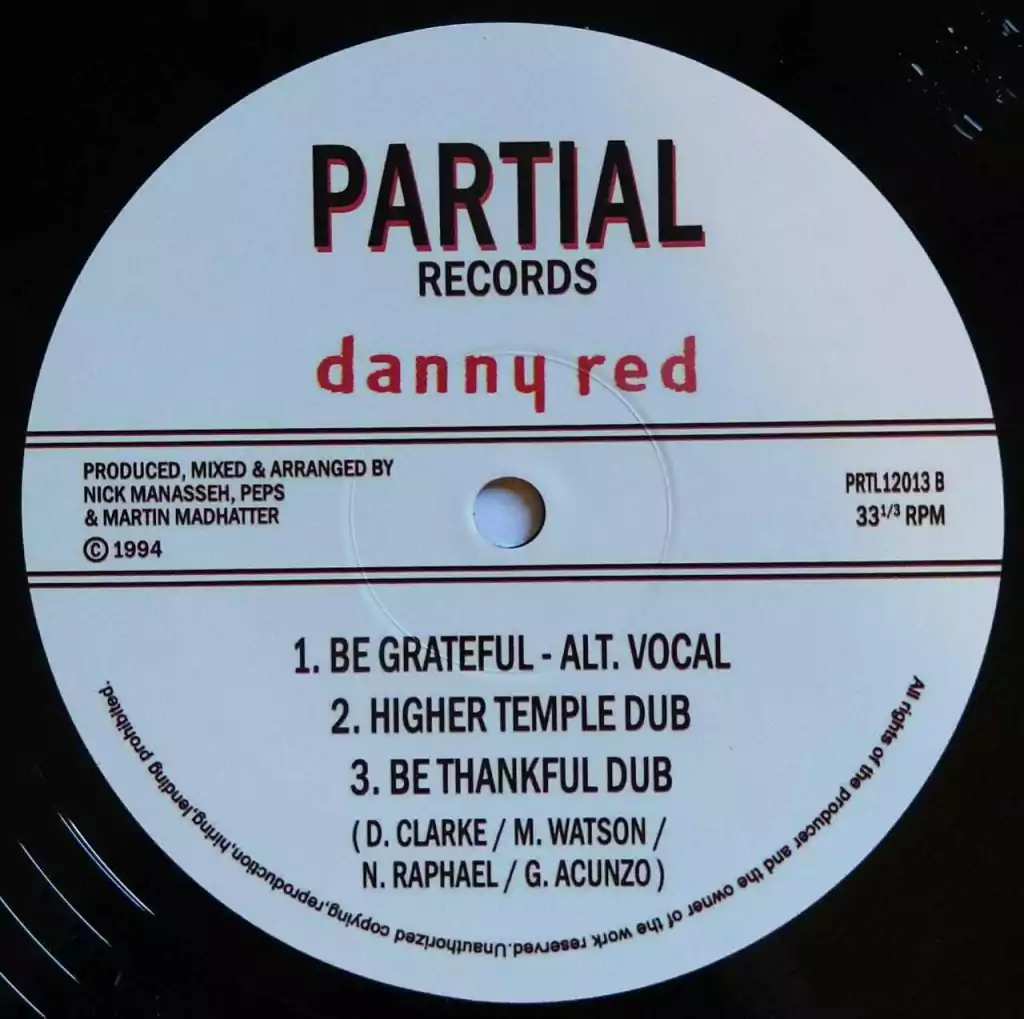 PARTIAL
RECORDS
danny red
PRODUCED, MIXED & ARRANGED BY
NICK MANASSEH, PEPS
& MARTIN MADHATTER
© 1994
PRTL12013 B
33 1/3 RPM
1. BE GRATEFUL - ALT. VOCAL
2. HIGHER TEMPLE DUB
3. BE THANKFUL DUB
( D. CLARKE / M. WATSON /
N. RAPHAEL / G. ACUNZO )
All rights of the producer and the owner of the work reserved.Unauthorized copying,reproduction,hiring,lending prohibited.